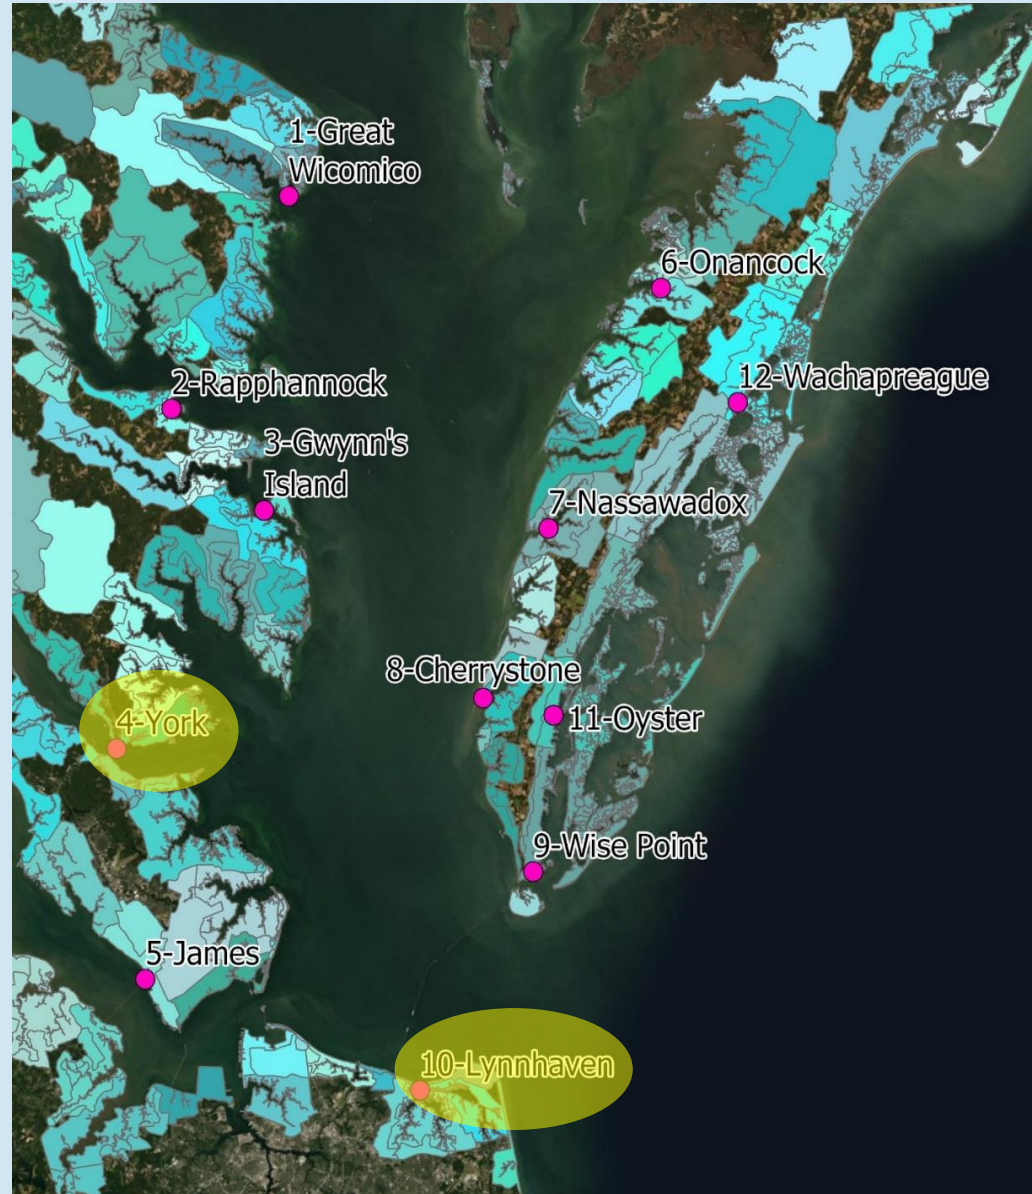 1-Great
Wicomico
6-Onancock
2-Rapphannock
12-Wachapreague
3-Gwynn's
Island
7-Nassawadox
8-Cherrystone
4-York
11-Oyster
9-Wise Point
5-James
10-Lynnhaven